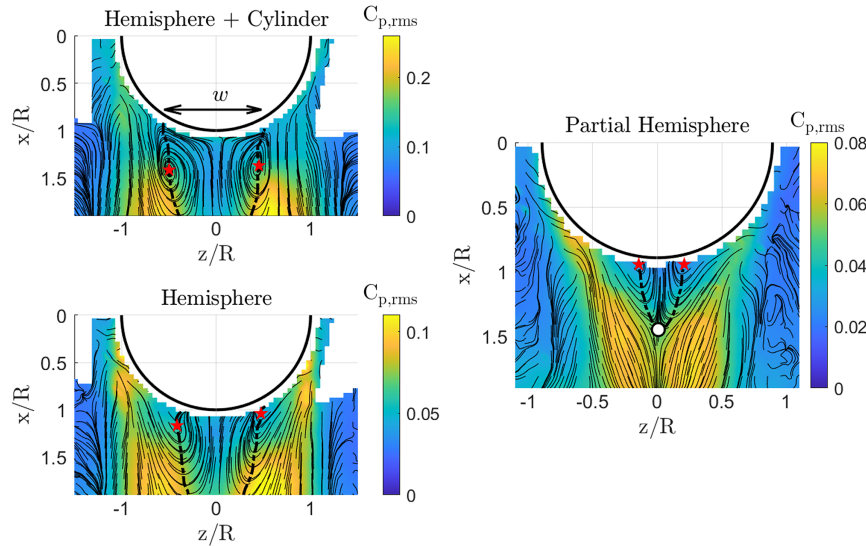 Hemisphere + Cylinder
C_p,rms
0
0.5
1
1.5
x/R
w
0.2
0.1
0
-1
0
1
z/R
Hemisphere
C_p,rms
0
0.5
1
1.5
x/R
0.1
0.05
0
-1
0
1
z/R
Partial Hemisphere
C_p,rms
0
0.5
1
1.5
x/R
0.08
0.06
0.04
0.02
0
-1
-0.5
0
0.5
1
z/R